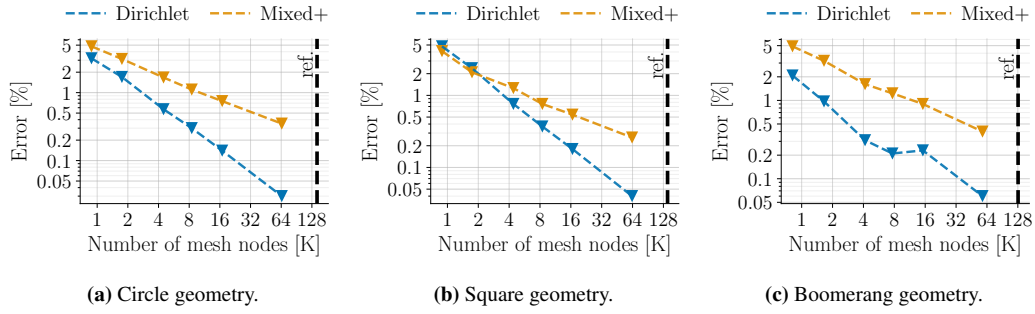 Dirichlet Mixed+
5
2
1
0.5
0.1
0.05
Error [%]
ref.
1 2 4 8 16 32 64 128
Number of mesh nodes [K]
(a) Circle geometry.
Dirichlet Mixed+
5
2
1
0.5
0.2
0.1
0.05
Error [%]
ref.
1 2 4 8 16 32 64 128
Number of mesh nodes [K]
(b) Square geometry.
Dirichlet Mixed+
5
2
1
0.5
0.2
0.1
0.05
Error [%]
ref.
1 2 4 8 16 32 64 128
Number of mesh nodes [K]
(c) Boomerang geometry.